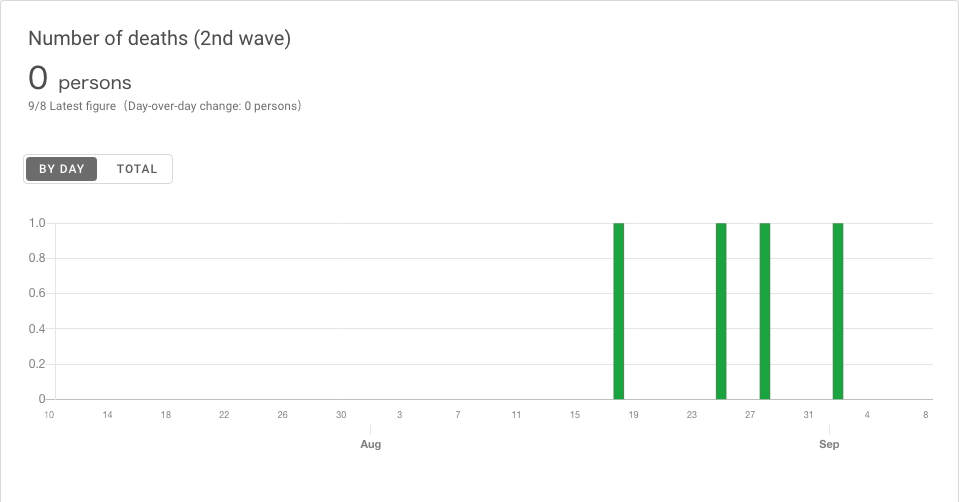 Number of deaths (2nd wave)
0 persons
9/8 Latest figure（Day-over-day change: 0 persons）
BY DAY TOTAL
1.0
0.8
0.6
0.4
0.2
0
10 14 18 22 26 30 3 7 11 15 19 23 27 31 4 8
Aug Sep